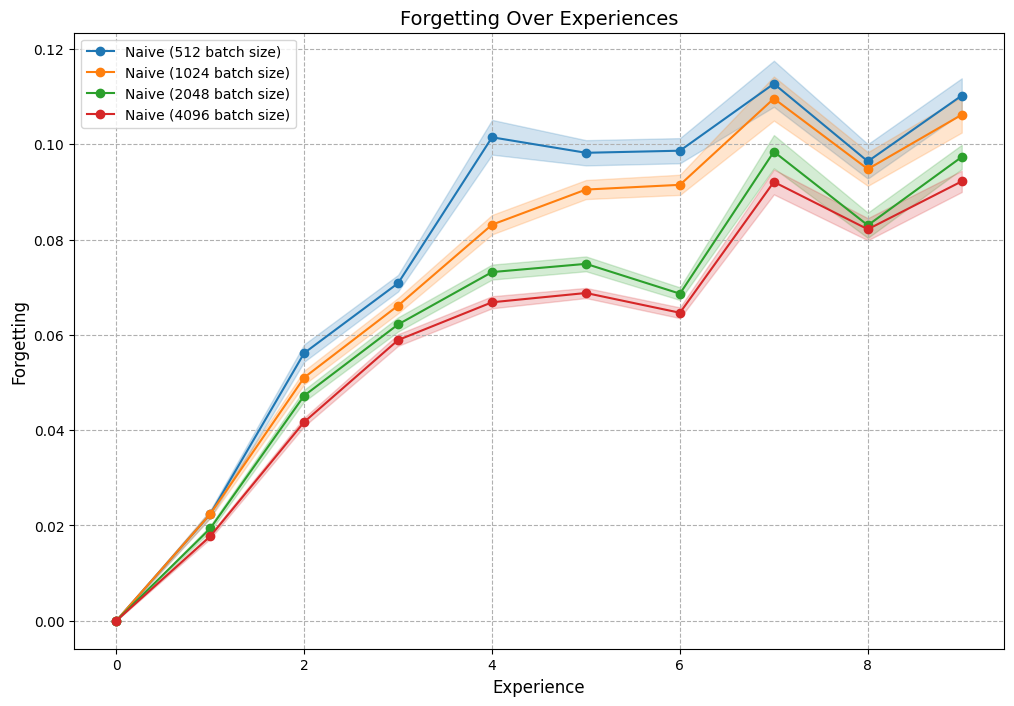 Forgetting Over Experiences
Naive (512 batch size)
Naive (1024 batch size)
Naive (2048 batch size)
Naive (4096 batch size)
Forgetting
0.12
0.10
0.08
0.06
0.04
0.02
0.00
0 2 4 6 8
Experience